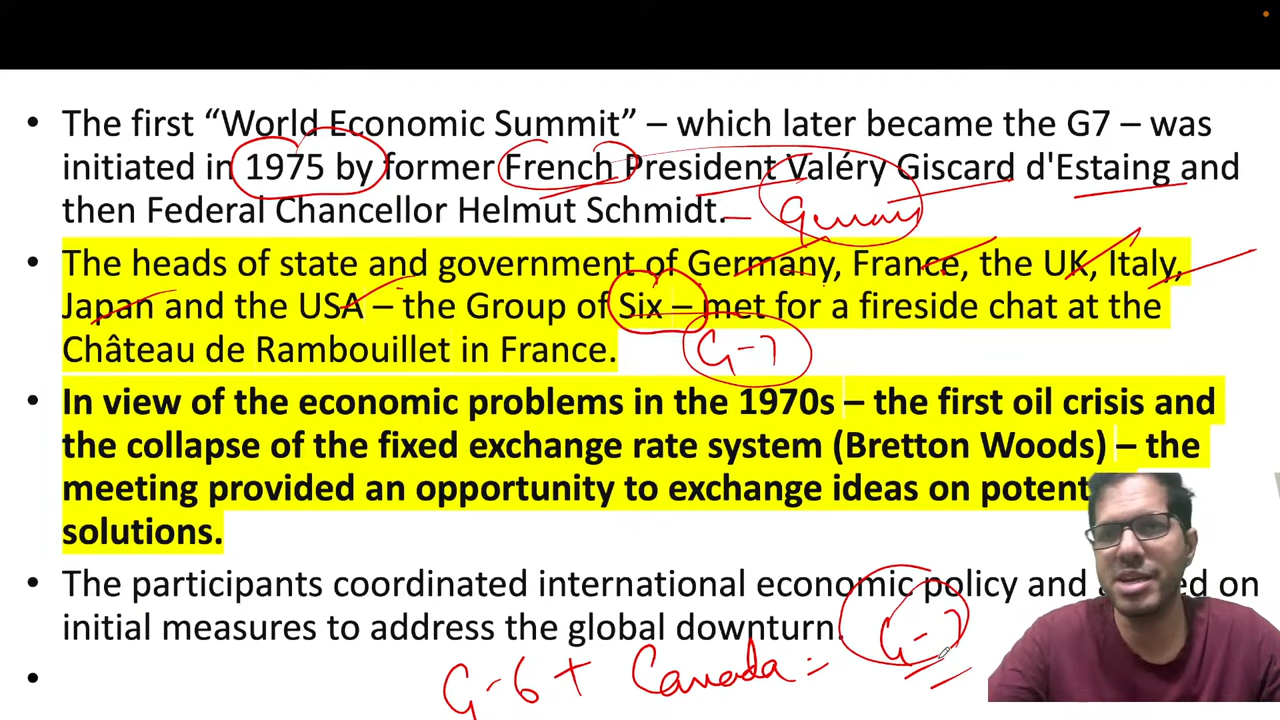 • The first “World Economic Summit” – which later became the G7 – was
initiated in 1975 by former French President Valéry Giscard d'Estaing and
then Federal Chancellor Helmut Schmidt. – Germany
• The heads of state and government of Germany, France, the UK, Italy,
Japan and the USA – the Group of Six – met for a fireside chat at the
Château de Rambouillet in France. G-7
• In view of the economic problems in the 1970s – the first oil crisis and
the collapse of the fixed exchange rate system (Bretton Woods) – the
meeting provided an opportunity to exchange ideas on potent
solutions.
• The participants coordinated international economic policy and a ed on
initial measures to address the global downturn. G-7
• G-6 + Canada =